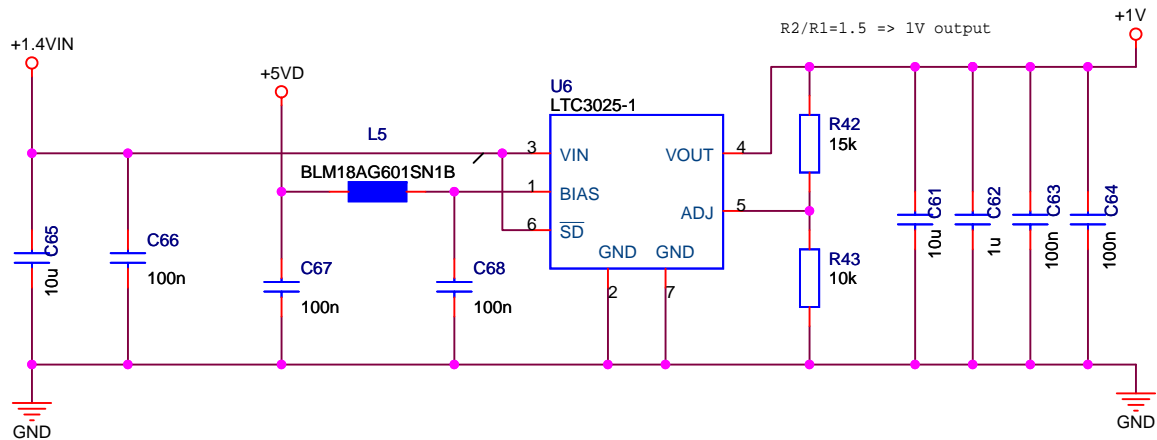 R2/R1=1.5 => 1V output
+1V
+1.4VIN
+5VD
U6
LTC3025-1
L5
BLM18AG601SN1B
3
VIN
VOUT
4
1
BIAS
ADJ
5
6
SD
GND
GND
2
7
R42
15k
R43
10k
C61
10u
C62
1u
C63
100n
C64
100n
C65
10u
C66
100n
C67
100n
C68
100n
GND
GND